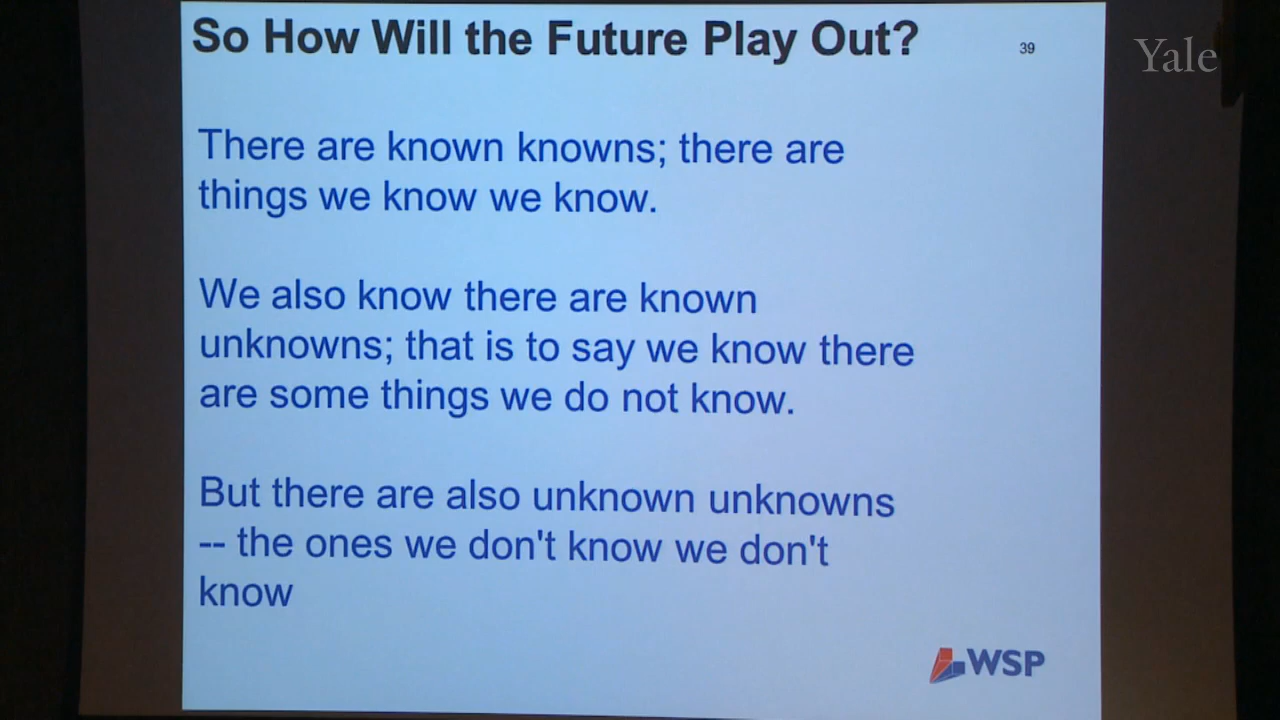 So How Will the Future Play Out?
39
Yale
There are known knowns; there are
things we know we know.
We also know there are known
unknowns; that is to say we know there
are some things we do not know.
But there are also unknown unknowns
-- the ones we don't know we don't
know
WSP